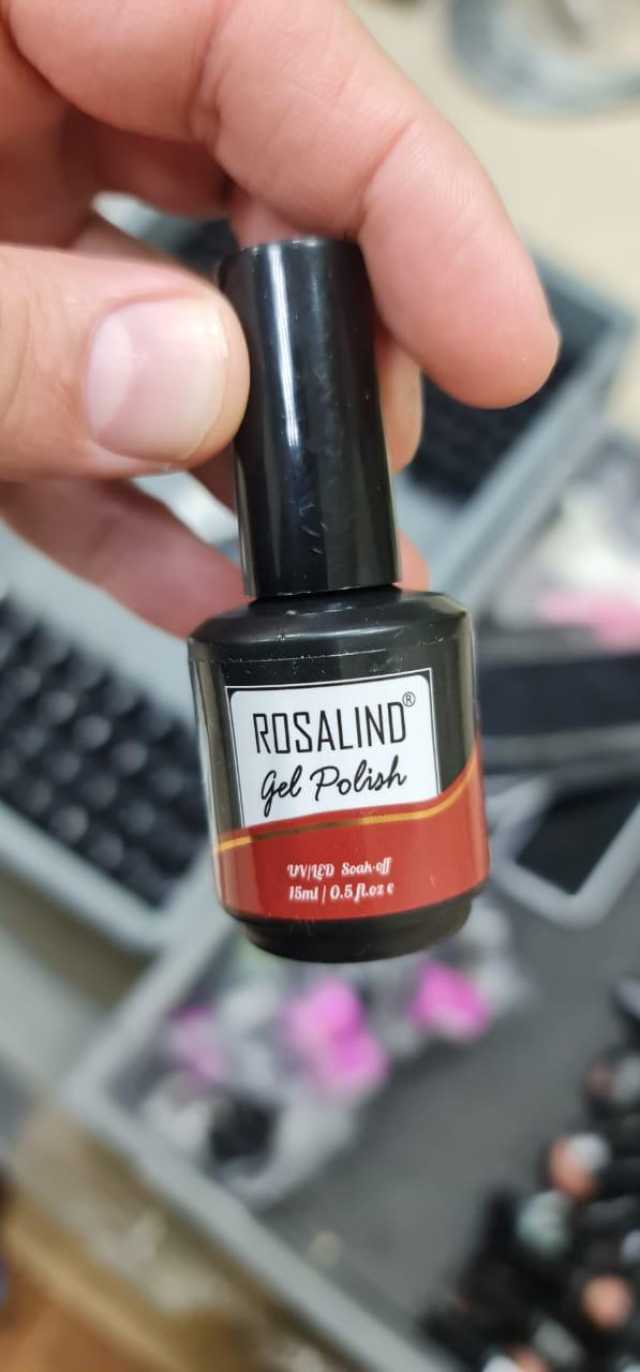 ROSALIND®
Gel Polish
UV/LED Soak-off
15ml / 0.5 fl.oz e